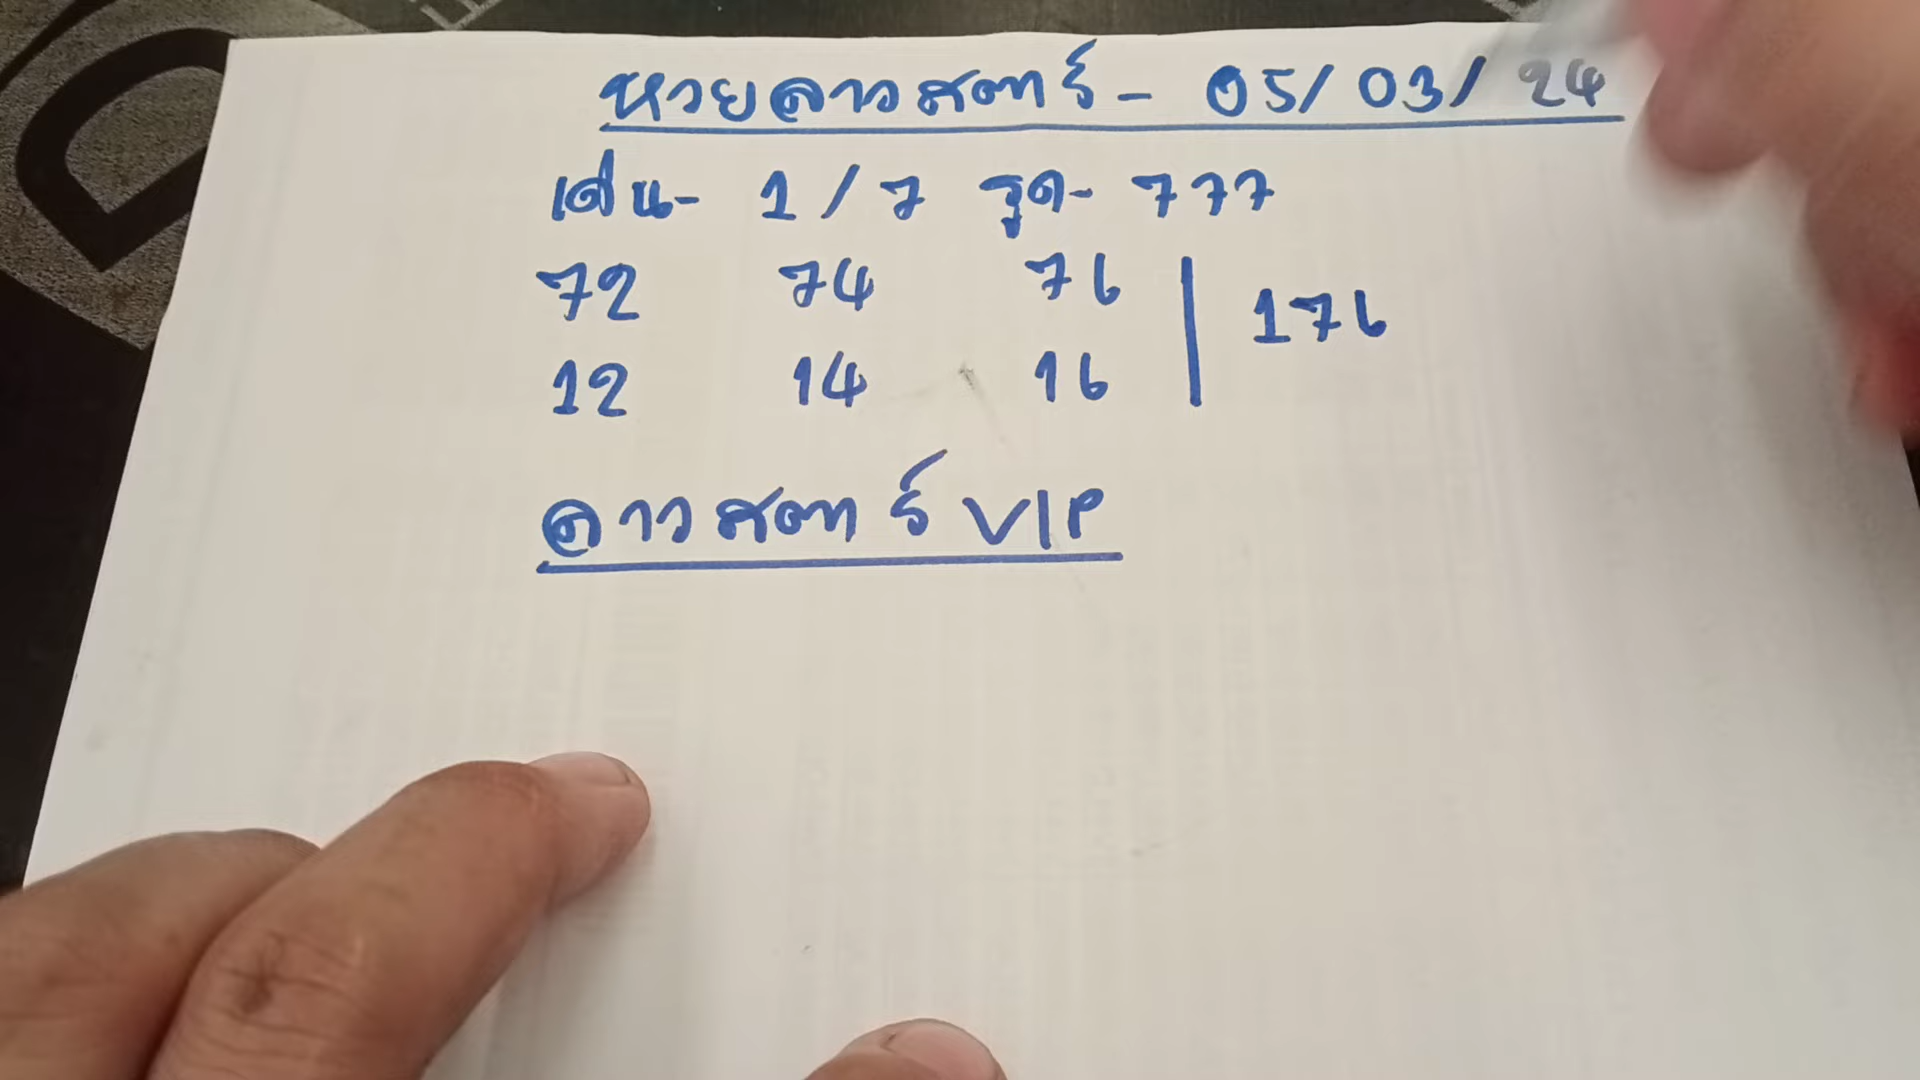 หวยลาวสตาร์ - 05/03/24
เด่น- 1/7 รูด- 777
72 74 76 | 176
12 14 16
ลาวสตาร์ VIP